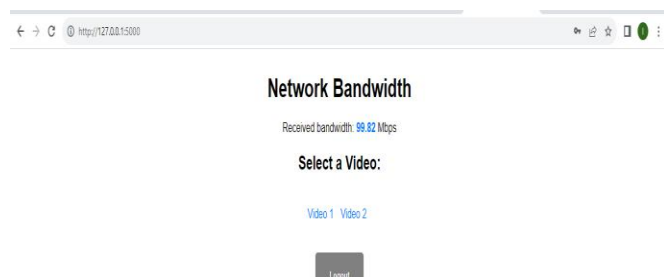 http://127.0.0.1:5000
Network Bandwidth
Received bandwidth: 99.82 Mbps
Select a Video:
Video 1 Video 2
Logout